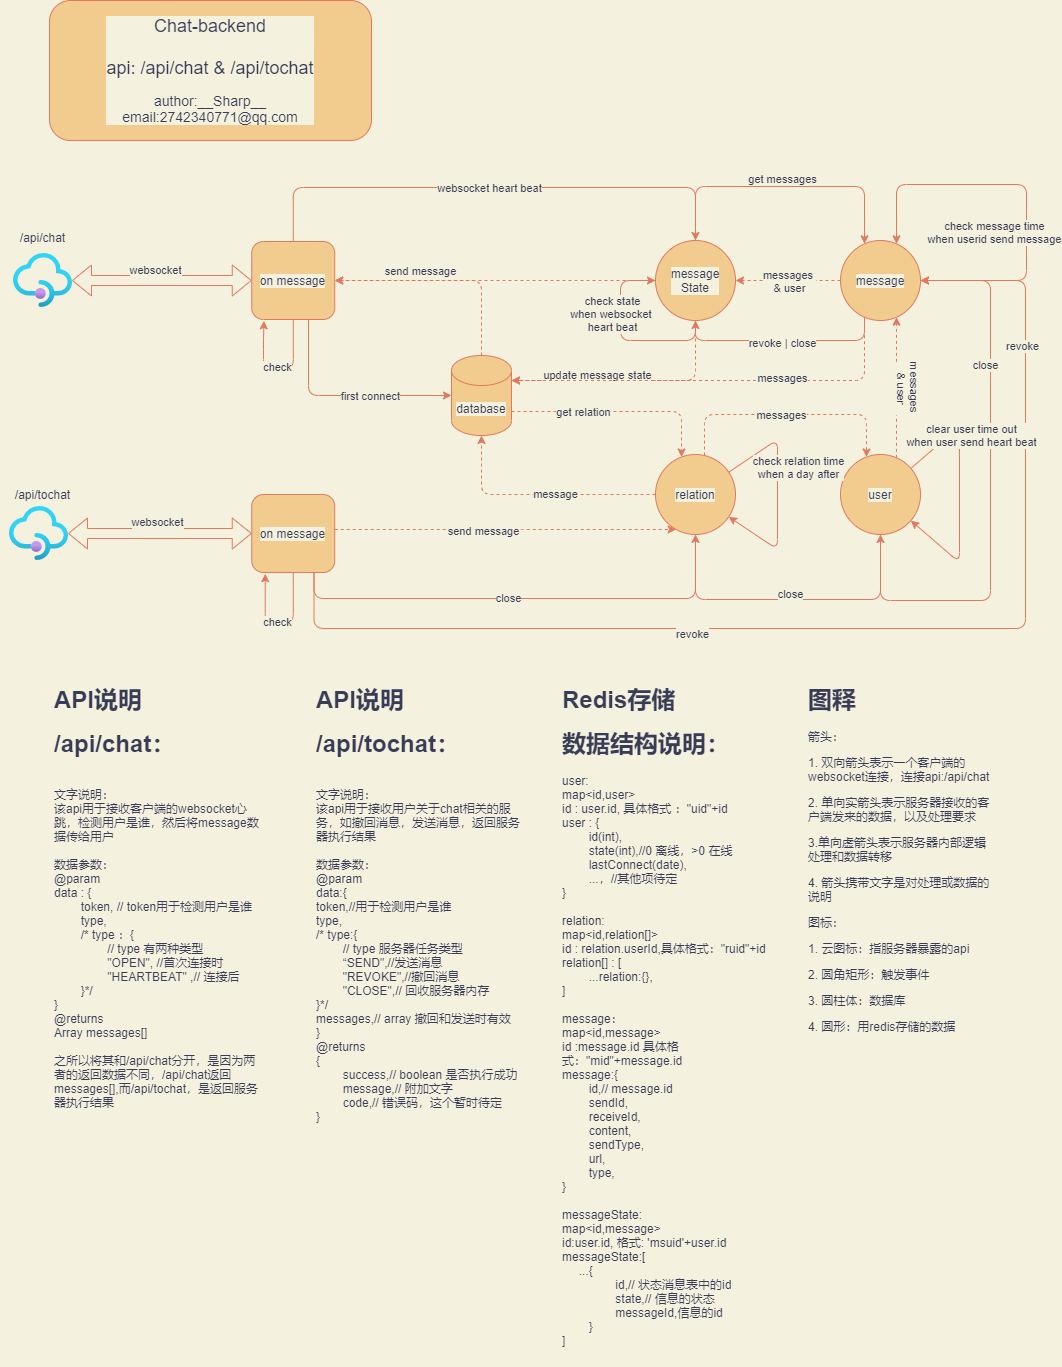 Chat-backend
api: /api/chat & /api/tochat
author:__Sharp__
email:2742340771@qq.com
websocket heart beat
get messages
check message time
when userid send message
/api/chat
websocket
on message
send message
message
State
messages
& user
message
check state
when websocket
heart beat
revoke | close
revoke
close
check
first connect
update message state
messages
messages
& user
database
get relation
messages
clear user time out
when user send heart beat
check relation time
when a day after
/api/tochat
websocket
on message
message
relation
user
send message
close
close
check
revoke
API说明
/api/chat：
文字说明：
该api用于接收客户端的websocket心
跳，检测用户是谁，然后将message数
据传给用户
数据参数：
@param
data : {
token, // token用于检测用户是谁
type,
/* type ：{
// type 有两种类型
"OPEN", //首次连接时
"HEARTBEAT" ,// 连接后
}*/
}
@returns
Array messages[]
之所以将其和/api/chat分开，是因为两
者的返回数据不同，/api/chat返回
messages[],而/api/tochat，是返回服务
器执行结果
API说明
/api/tochat：
文字说明：
该api用于接收用户关于chat相关的服
务，如撤回消息，发送消息，返回服务
器执行结果
数据参数：
@param
data:{
token,//用于检测用户是谁
type,
/* type:{
// type 服务器任务类型
“SEND”,//发送消息
"REVOKE",//撤回消息
"CLOSE",// 回收服务器内存
}*/
messages,// array 撤回和发送时有效
}
@returns
{
success,// boolean 是否执行成功
message,// 附加文字
code,// 错误码，这个暂时待定
}
Redis存储
数据结构说明：
user:
map<id,user>
id : user.id, 具体格式 ："uid"+id
user : {
id(int),
state(int),//0 离线，>0 在线
lastConnect(date),
...，//其他项待定
}
relation:
map<id,relation[]>
id : relation.userId,具体格式："ruid"+id
relation[] : [
...relation:{},
]
message：
map<id,message>
id :message.id 具体格
式："mid"+message.id
message:{
id,// message.id
sendId,
receiveId,
content,
sendType,
url,
type,
}
messageState:
map<id,message>
id:user.id, 格式: 'msuid'+user.id
messageState:[
...{
id,// 状态消息表中的id
state,// 信息的状态
messageId,信息的id
}
]
图释
箭头：
1. 双向箭头表示一个客户端的
websocket连接，连接api:/api/chat
2. 单向实箭头表示服务器接收的客
户端发来的数据，以及处理要求
3.单向虚箭头表示服务器内部逻辑
处理和数据转移
4. 箭头携带文字是对处理或数据的
说明
图标：
1. 云图标：指服务器暴露的api
2. 圆角矩形：触发事件
3. 圆柱体：数据库
4. 圆形：用redis存储的数据